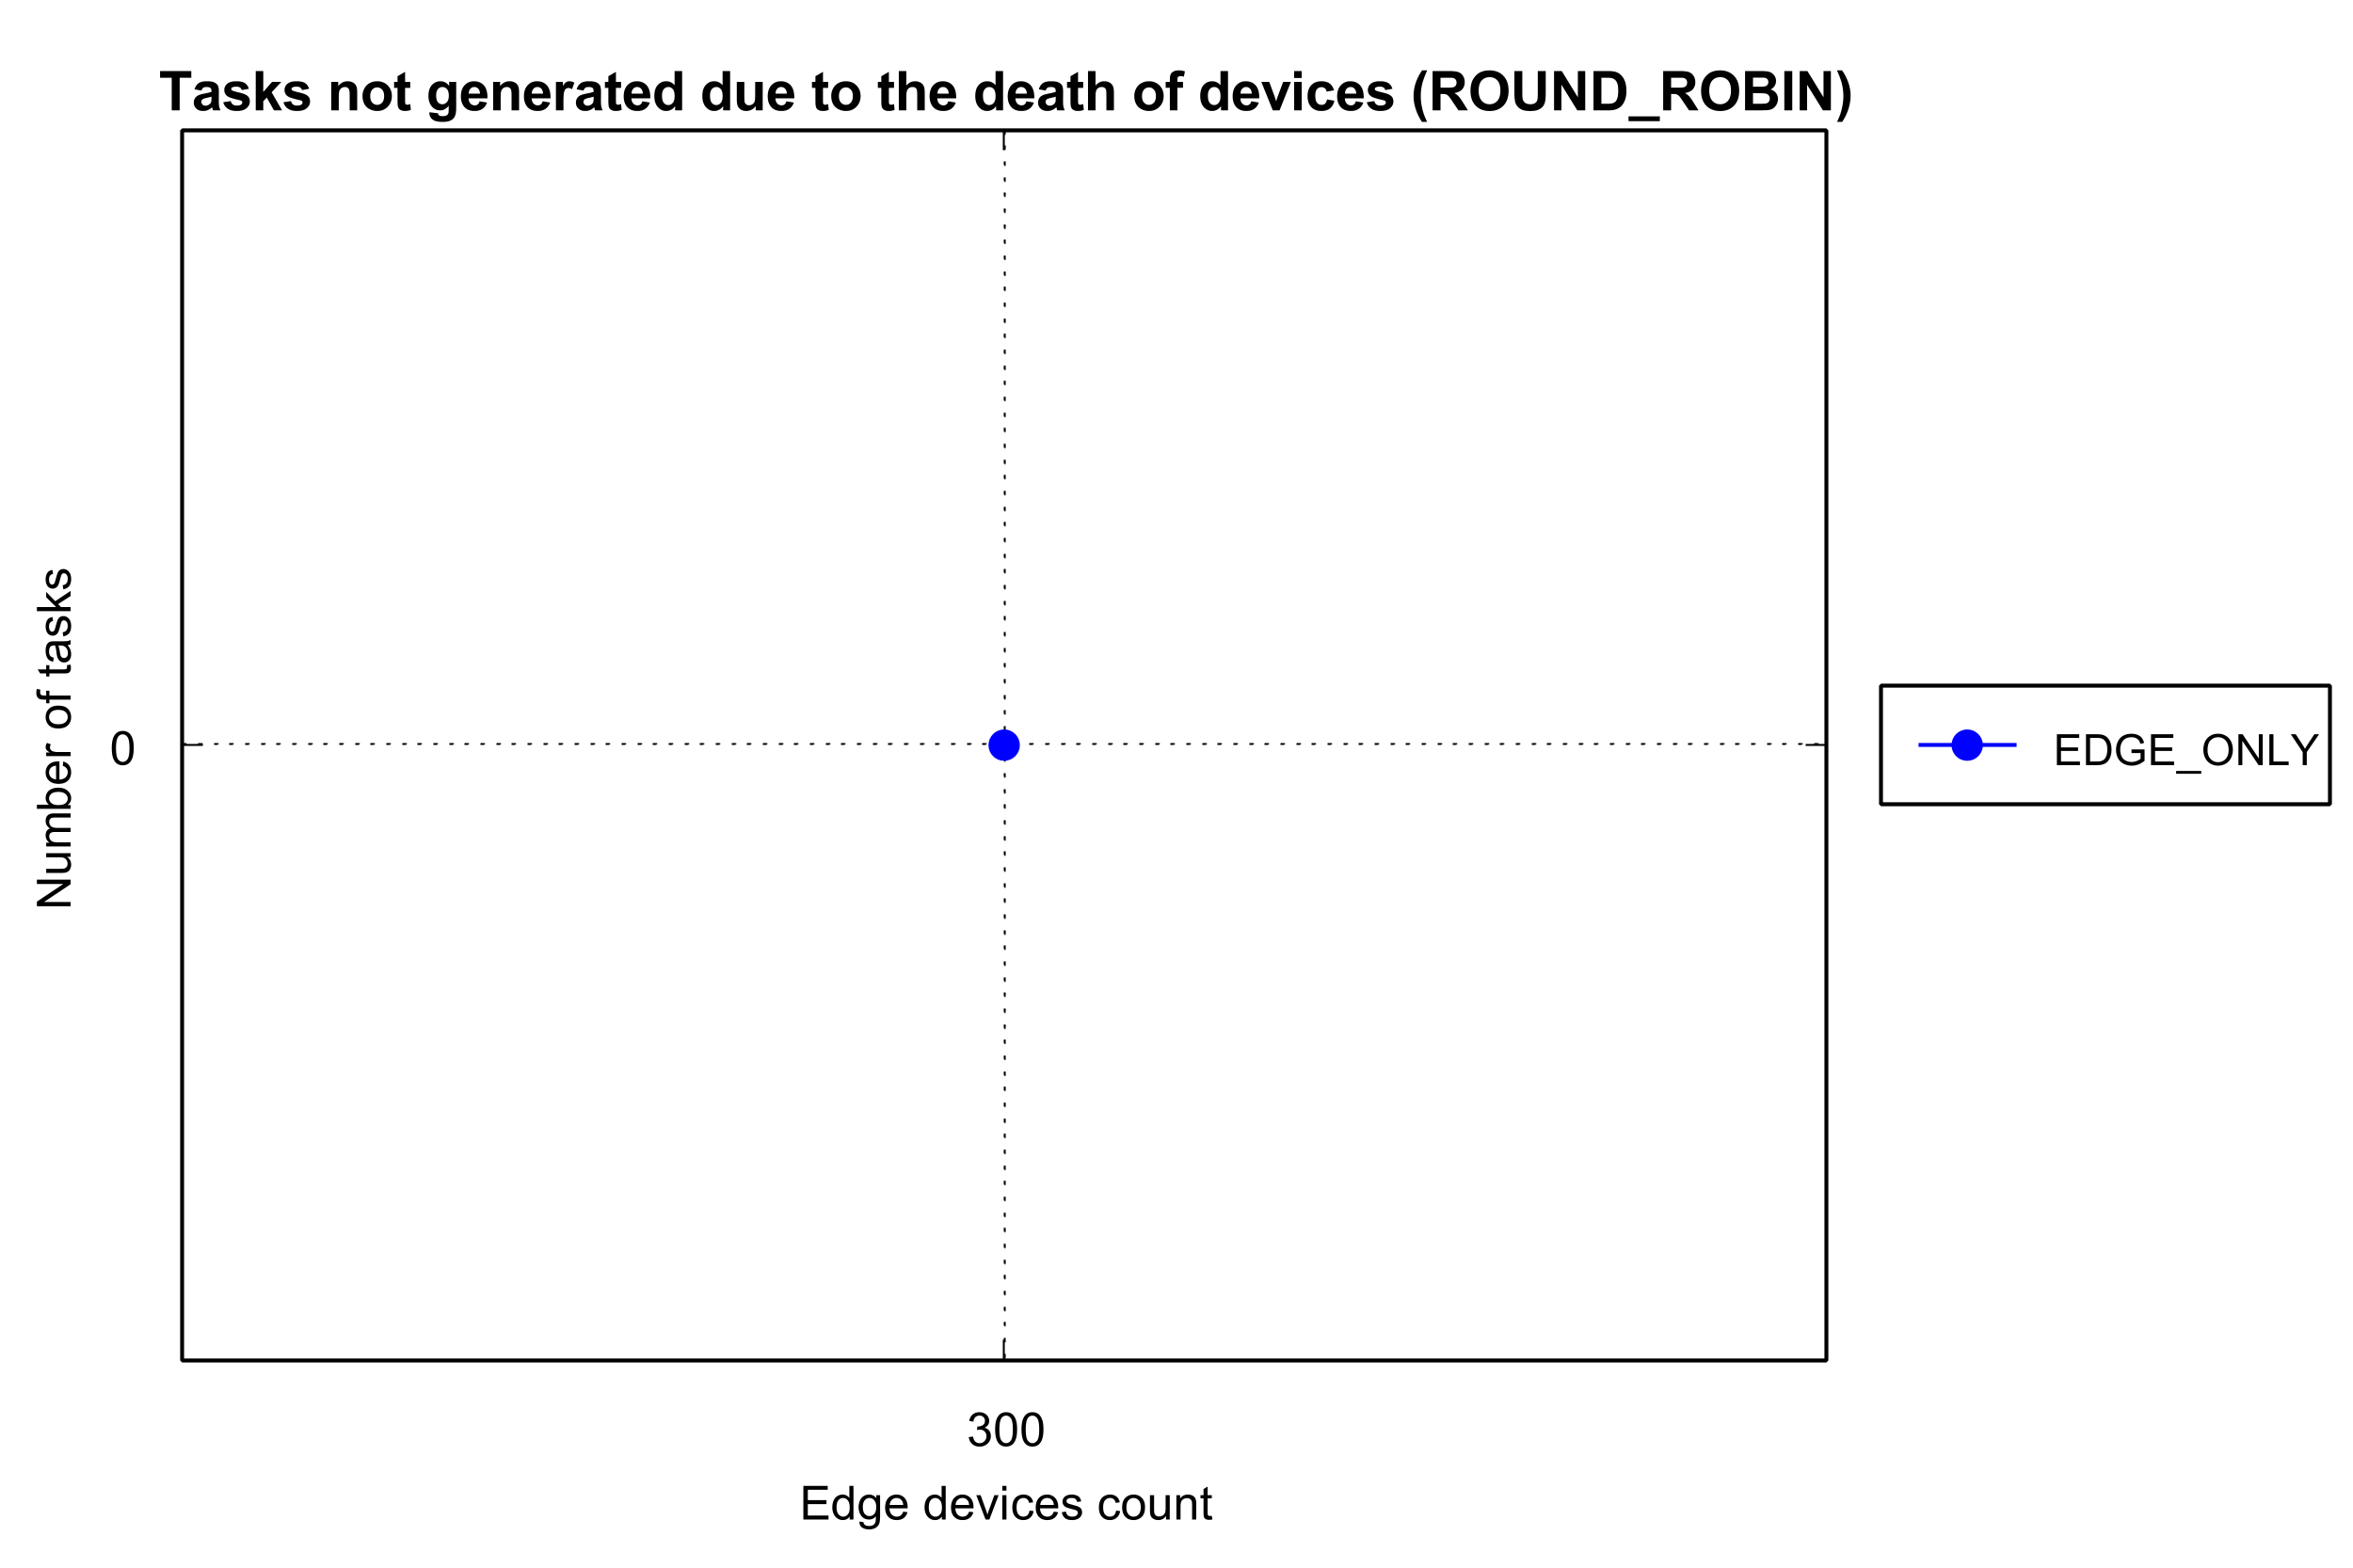 Tasks not generated due to the death of devices (ROUND_ROBIN)
Number of tasks
0
EDGE_ONLY
300
Edge devices count